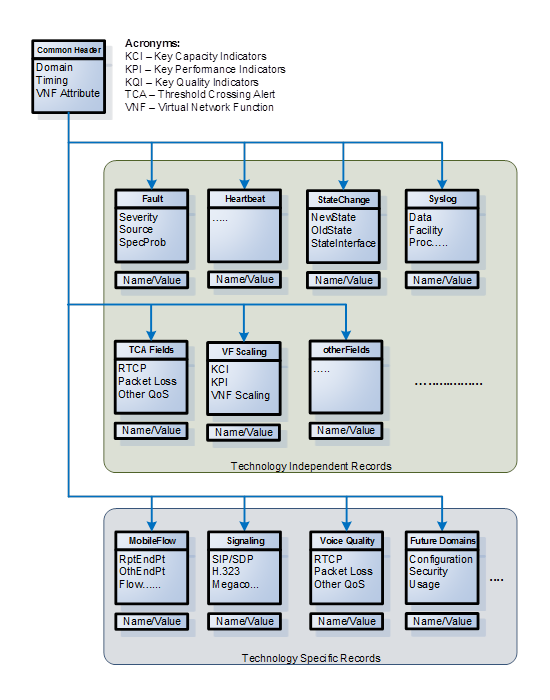 Common Header
Domain
Timing
VNF Attribute
Acronyms:
KCI – Key Capacity Indicators
KPI – Key Performance Indicators
KQI – Key Quality Indicators
TCA – Threshold Crossing Alert
VNF – Virtual Network Function
Fault
Severity
Source
SpecProb
Name/Value
Heartbeat
.....
Name/Value
StateChange
NewState
OldState
StateInterface
Name/Value
Syslog
Data
Facility
Proc.....
Name/Value
TCA Fields
RTCP
Packet Loss
Other QoS
Name/Value
VF Scaling
KCI
KPI
VNF Scaling
Name/Value
otherFields
.....
Name/Value
..................
Technology Independent Records
MobileFlow
RptEndPt
OthEndPt
Flow......
Name/Value
Signaling
SIP/SDP
H.323
Megaco...
Name/Value
Voice Quality
RTCP
Packet Loss
Other QoS
Name/Value
Future Domains
Configuration
Security
Usage
Name/Value
....
Technology Specific Records